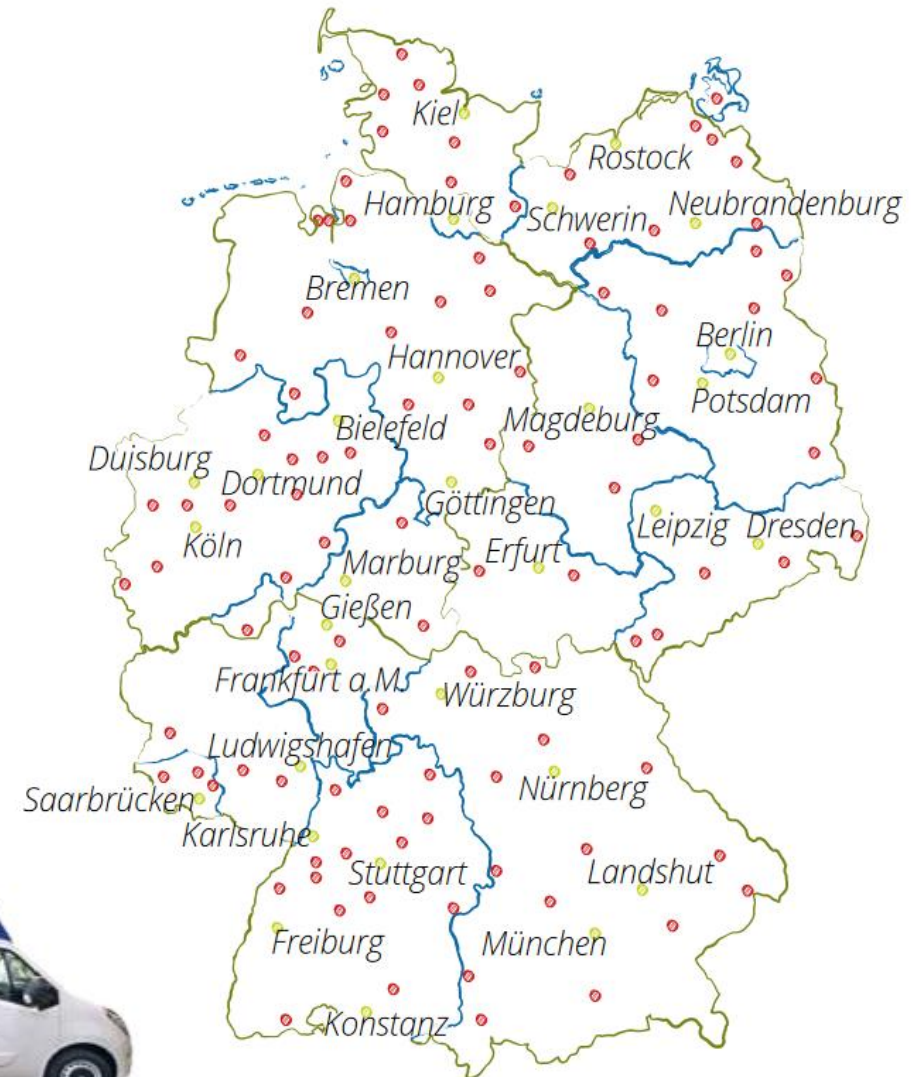 Kiel
Rostock
Hamburg
Schwerin
Neubrandenburg
Bremen
Berlin
Hannover
Potsdam
Magdeburg
Bielefeld
Duisburg
Dortmund
Göttingen
Leipzig
Dresden
Köln
Erfurt
Marburg
Gießen
Frankfurt a.M.
Würzburg
Ludwigshafen
Nürnberg
Saarbrücken
Karlsruhe
Stuttgart
Landshut
Freiburg
München
Konstanz